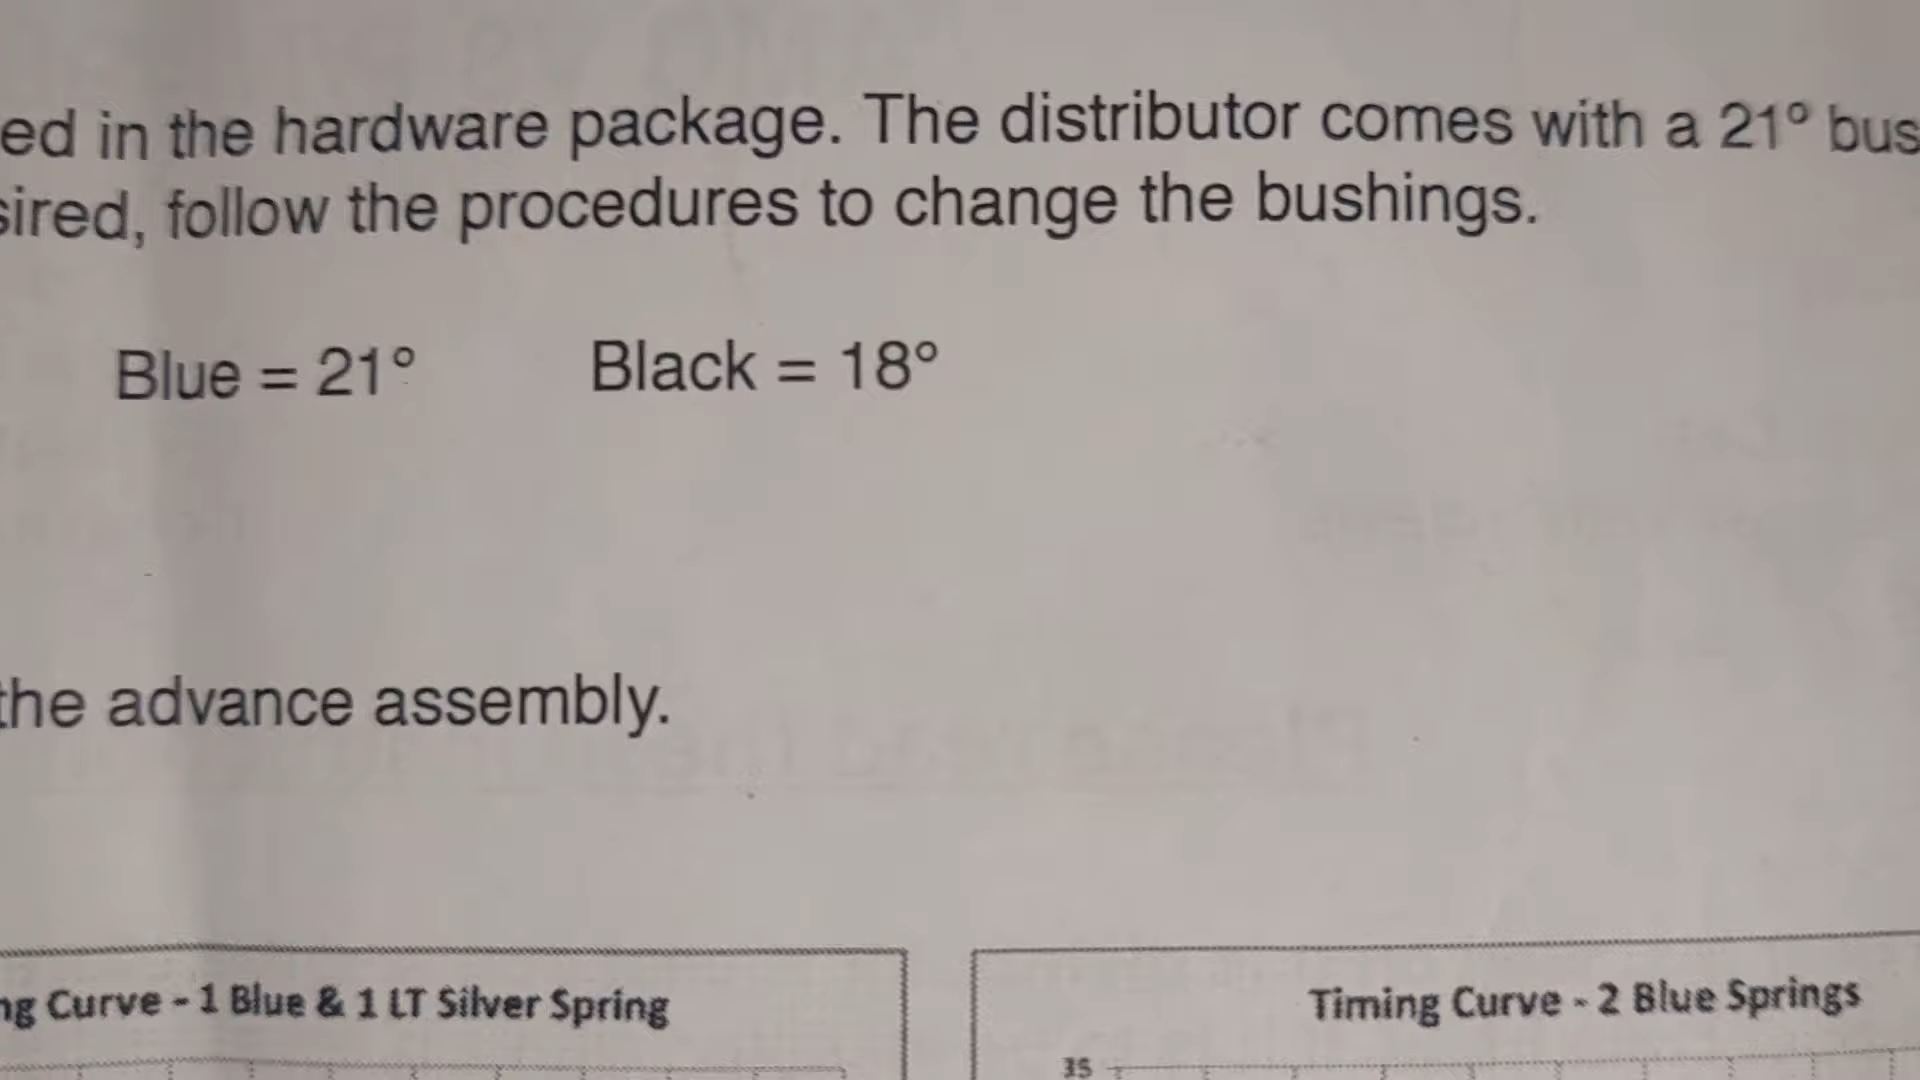 ed in the hardware package. The distributor comes with a 21° bus
sired, follow the procedures to change the bushings.
Blue = 21° Black = 18°
the advance assembly.
ng Curve - 1 Blue & 1 LT Silver Spring
Timing Curve - 2 Blue Springs
35